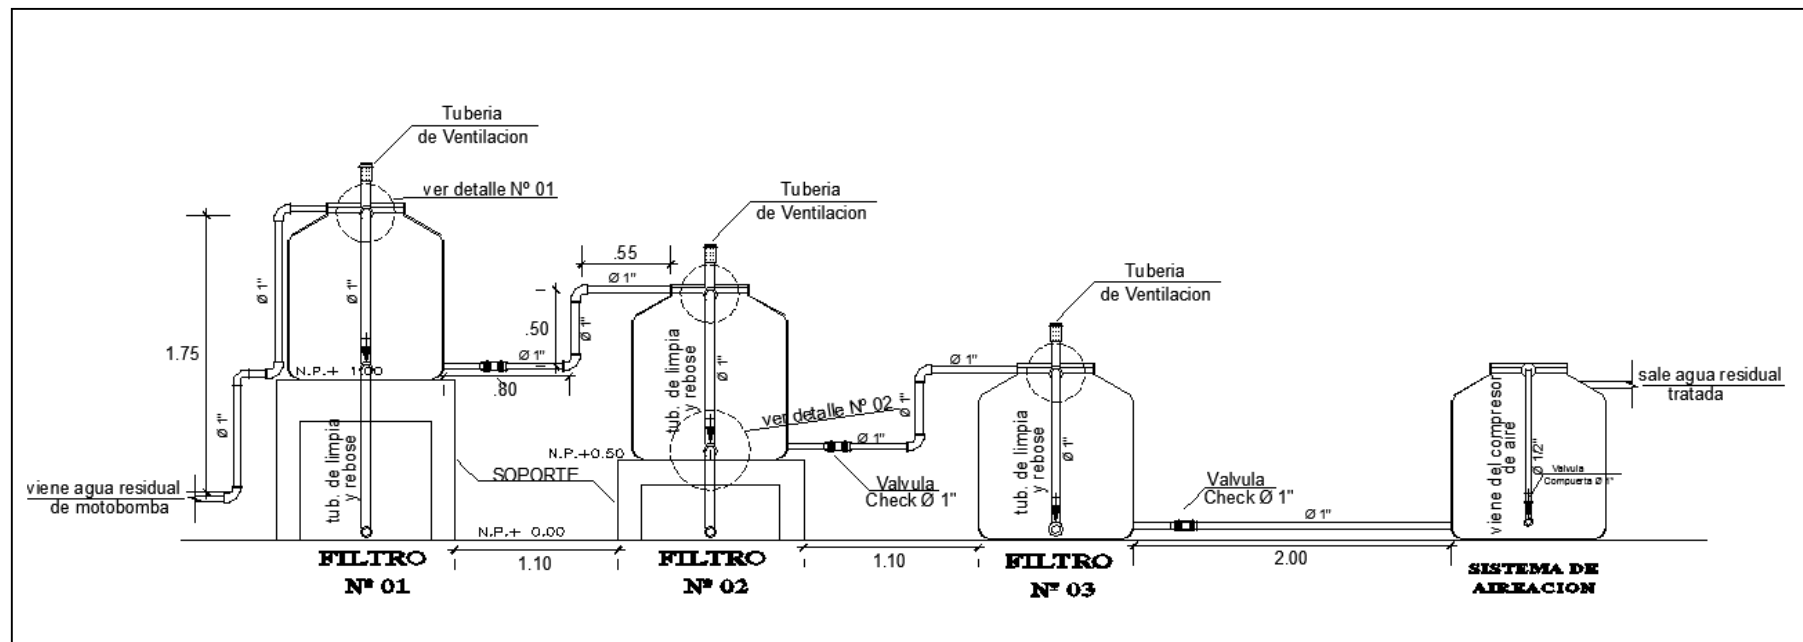 Tuberia
de Ventilacion
ver detalle Nº 01
1.75
Ø 1"
Ø 1"
Ø 1"
N.P.+ 1.00
tub. de limpia
y rebose
viene agua residual
de motobomba
FILTRO
Nº 01
.80
Ø 1"
.50
Ø 1"
.55
Ø 1"
SOPORTE
N.P.+ 0.00
1.10
Tuberia
de Ventilacion
tub. de limpia
y rebose
Ø 1"
ver detalle Nº 02
N.P.+0.50
FILTRO
Nº 02
Valvula
Check Ø 1"
Ø 1"
Ø 1"
Ø 1"
1.10
Tuberia
de Ventilacion
tub. de limpia
y rebose
Ø 1"
FILTRO
Nº 03
Valvula
Check Ø 1"
Ø 1"
2.00
viene del compresor
de aire
Ø 1/2"
Valvula
Compuerta Ø 1"
sale agua residual
tratada
SISTEMA DE
AIREACION